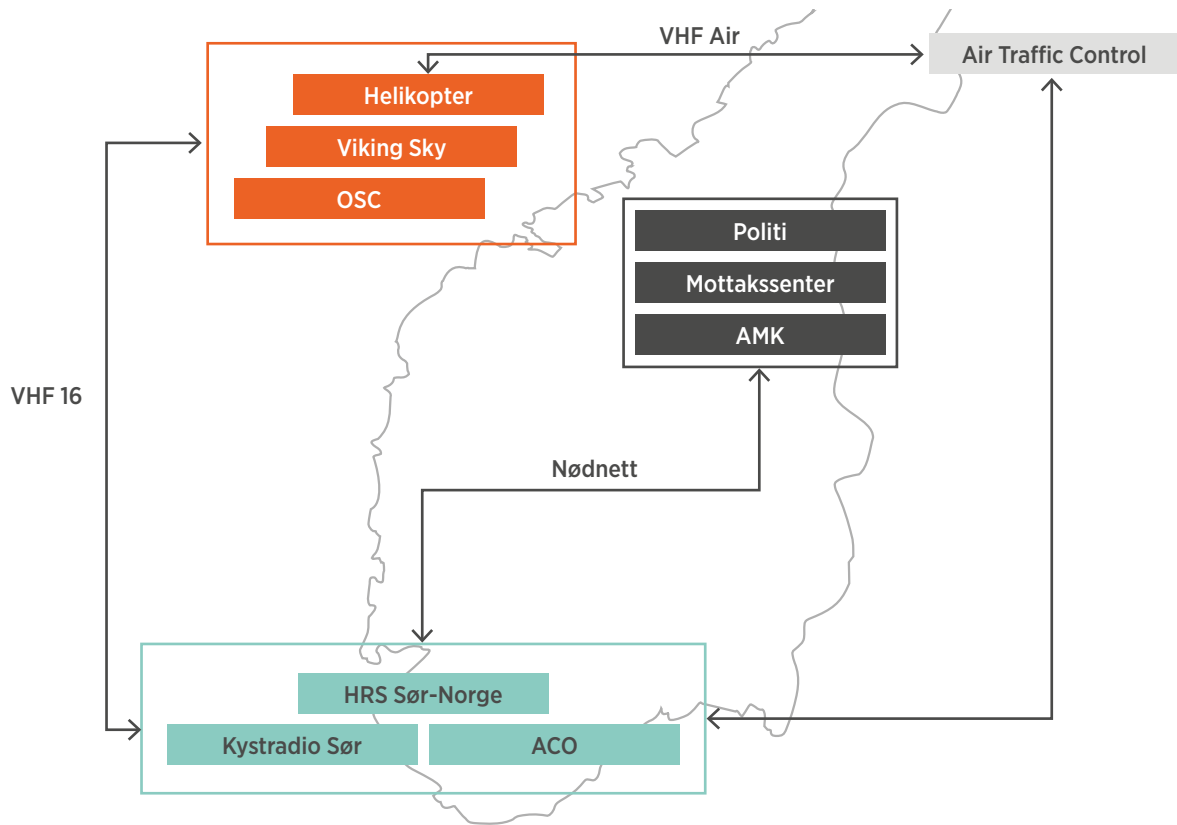 VHF Air
Air Traffic Control
Helikopter
Viking Sky
OSC
Politi
Mottakssenter
AMK
VHF 16
Nødnett
HRS Sør-Norge
Kystradio Sør
ACO